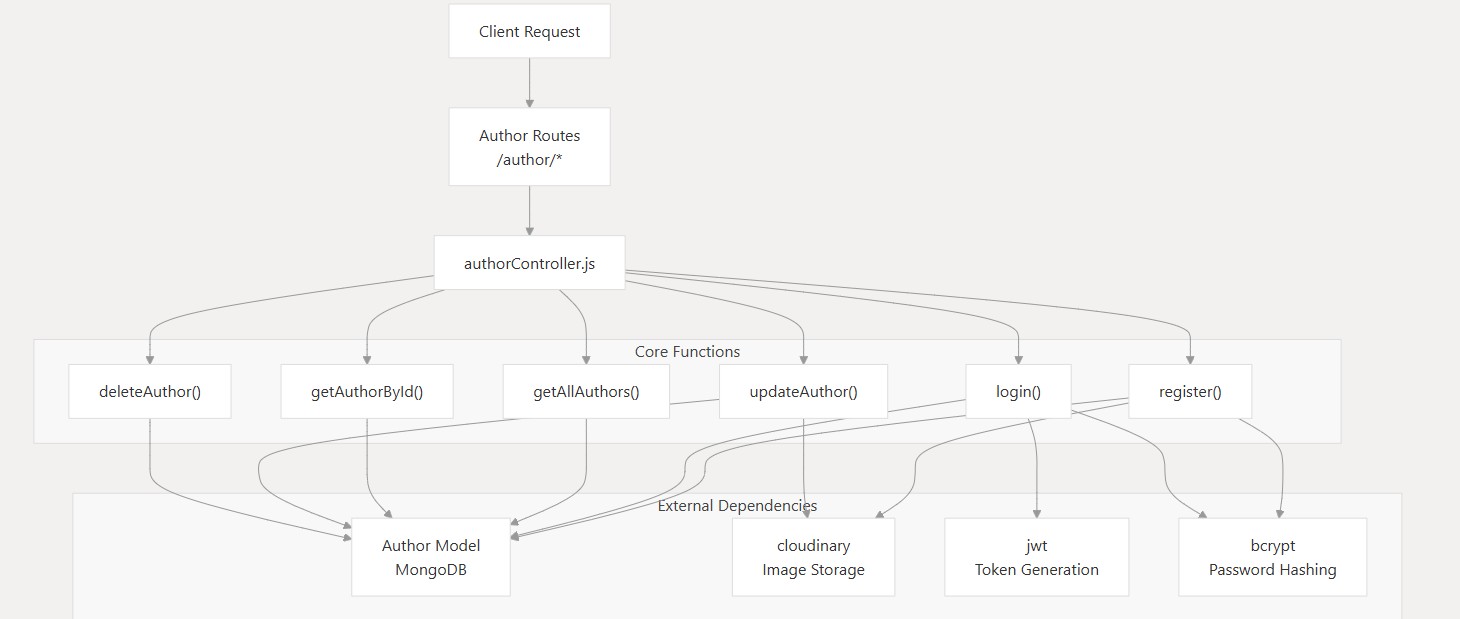 Client Request
Author Routes
/author/*
authorController.js
Core Functions
deleteAuthor()
getAuthorById()
getAllAuthors()
updateAuthor()
login()
register()
External Dependencies
Author Model
MongoDB
cloudinary
Image Storage
jwt
Token Generation
bcrypt
Password Hashing